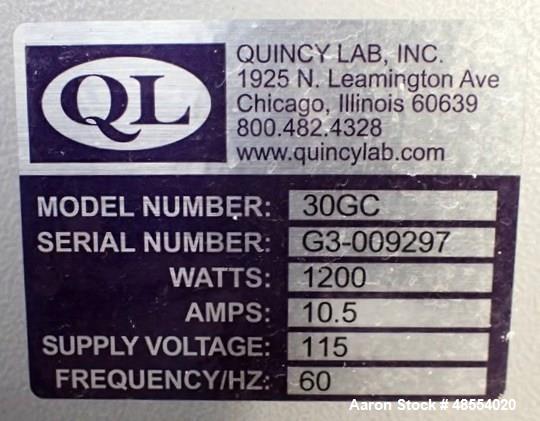 QL
QUINCY LAB, INC.
1925 N. Leamington Ave
Chicago, Illinois 60639
800.482.4328
www.quincylab.com
MODEL NUMBER: 30GC
SERIAL NUMBER: G3-009297
WATTS: 1200
AMPS: 10.5
SUPPLY VOLTAGE: 115
FREQUENCY/HZ: 60
Aaron Stock # 48554020